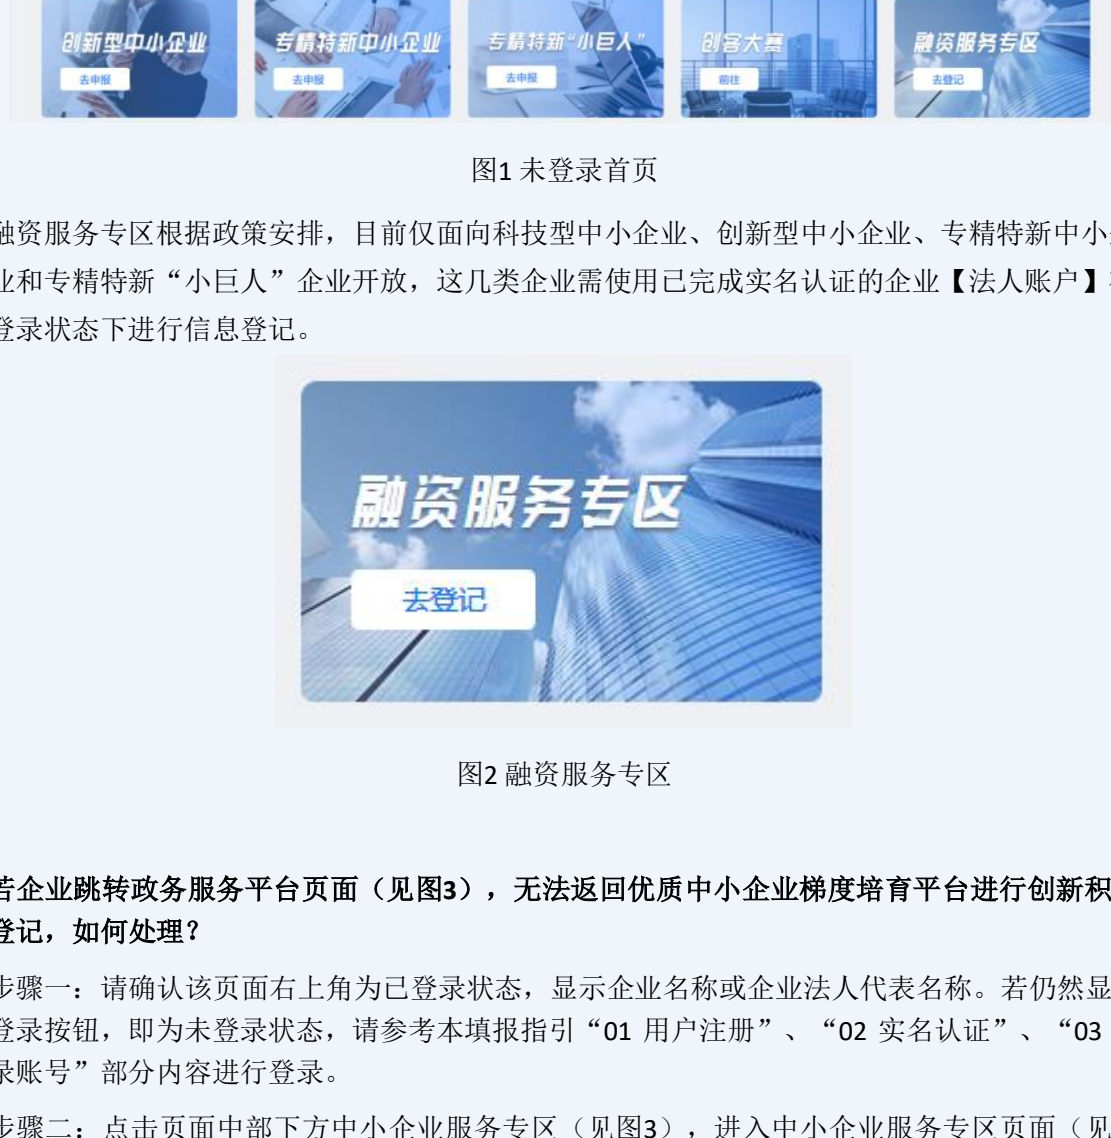 创新型中小企业 专精特新中小企业 专精特新“小巨人” 创客大赛 融资服务专区
去申报 去申报 去申报 前往 去登记
图1 未登录首页
融资服务专区根据政策安排，目前仅面向科技型中小企业、创新型中小企业、专精特新中小
业和专精特新“小巨人”企业开放，这几类企业需使用已完成实名认证的企业【法人账户】
登录状态下进行信息登记。
融资服务专区
去登记
图2 融资服务专区
若企业跳转政务服务平台页面（见图3），无法返回优质中小企业梯度培育平台进行创新积
登记，如何处理？
步骤一：请确认该页面右上角为已登录状态，显示企业名称或企业法人代表名称。若仍然显
登录按钮，即为未登录状态，请参考本填报指引“01 用户注册”、“02 实名认证”、“03
录账号”部分内容进行登录。
步骤二：点击页面中部下方中小企业服务专区（见图3），进入中小企业服务专区页面（见